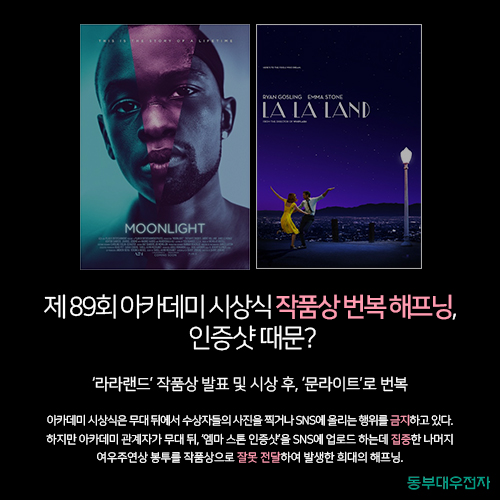 THIS IS THE STORY OF A LIFETIME
MOONLIGHT
RYAN GOSLING EMMA STONE
LA LA LAND
제 89회 아카데미 시상식 작품상 번복 해프닝,
인증샷 때문?
‘라라랜드’ 작품상 발표 및 시상 후, ‘문라이트’로 번복
아카데미 시상식은 무대 뒤에서 수상자들의 사진을 찍거나 SNS에 올리는 행위를 금지하고 있다.
하지만 아카데미 관계자가 무대 뒤, ‘엠마 스톤 인증샷’을 SNS에 업로드 하는데 집중한 나머지
여우주연상 봉투를 작품상으로 잘못 전달하여 발생한 희대의 해프닝.
동부대우전자